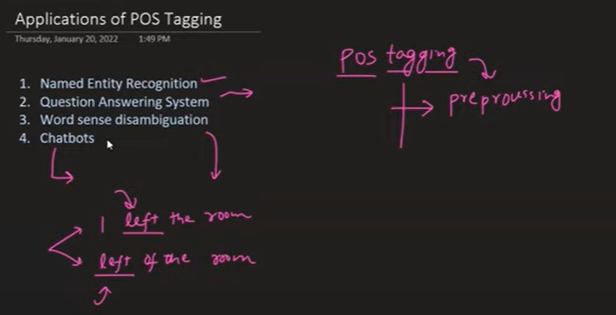 Applications of POS Tagging
Thursday, January 20, 2022 1:49 PM
1. Named Entity Recognition
2. Question Answering System
3. Word sense disambiguation
4. Chatbots
POS tagging
preproussing
I left the room
left of the room